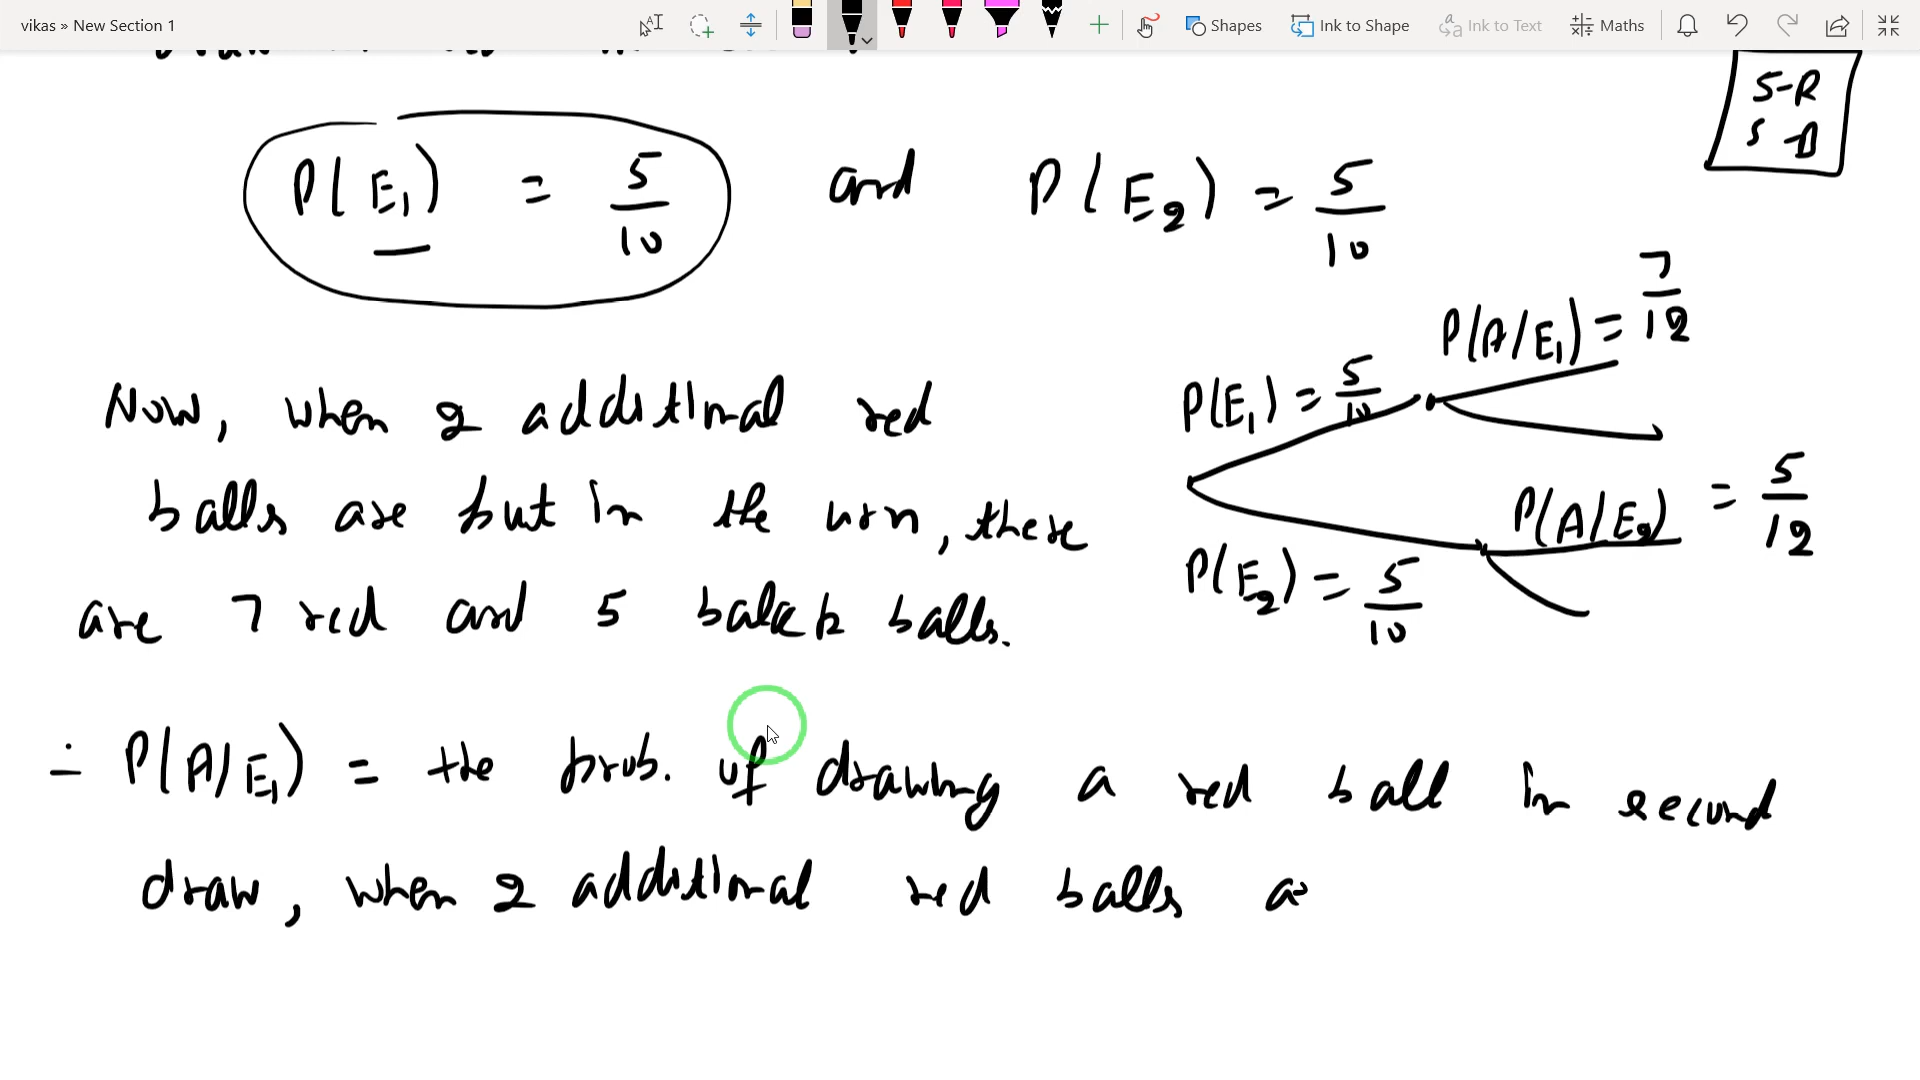 vikas » New Section 1
Shapes
Ink to Shape
Ink to Text
Maths
5-R
5-B
P(E₁) = 5/10 and P(E₂) = 5/10
P(A/E₁) = 7/12
P(E₁) = 5/10
P(A/E₂) = 5/12
P(E₂) = 5/10
Now, when 2 additional red
balls are put in the urn, there
are 7 red and 5 balack balls.
∴ P(A/E₁) = the prob. of drawing a red ball in second
draw, when 2 additional red balls a